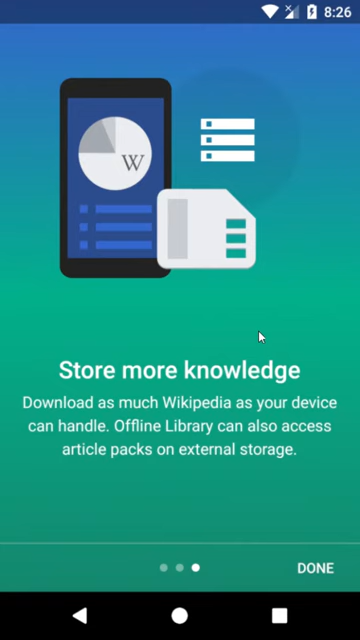 8:26
W
Store more knowledge
Download as much Wikipedia as your device
can handle. Offline Library can also access
article packs on external storage.
DONE